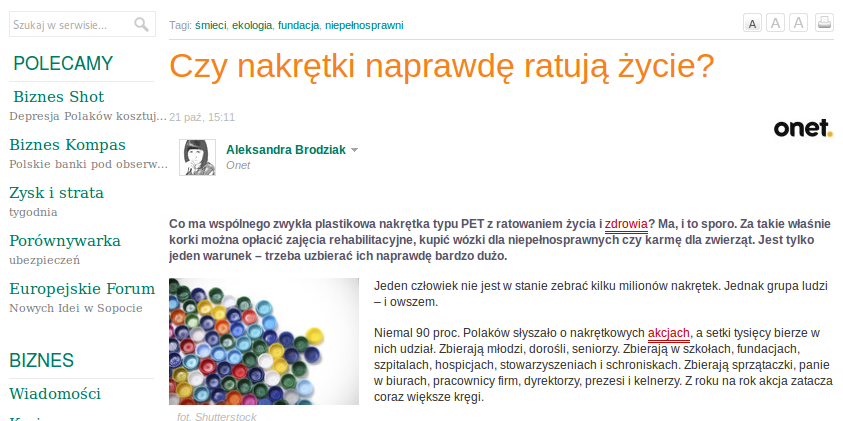 Szukaj w serwisie...
Tagi: śmieci, ekologia, fundacja, niepełnosprawni
A A A
POLECAMY
Biznes Shot
Depresja Polaków kosztuj...
Biznes Kompas
Polskie banki pod obserw...
Zysk i strata
tygodnia
Porównywarka
ubezpieczeń
Europejskie Forum
Nowych Idei w Sopocie
BIZNES
Wiadomości
Czy nakrętki naprawdę ratują życie?
21 paź, 15:11
onet.
Aleksandra Brodziak
Onet
Co ma wspólnego zwykła plastikowa nakrętka typu PET z ratowaniem życia i zdrowia? Ma, i to sporo. Za takie właśnie
korki można opłacić zajęcia rehabilitacyjne, kupić wózki dla niepełnosprawnych czy karmę dla zwierząt. Jest tylko
jeden warunek – trzeba uzbierać ich naprawdę bardzo dużo.
Jeden człowiek nie jest w stanie zebrać kilku milionów nakrętek. Jednak grupa ludzi
– i owszem.
Niemal 90 proc. Polaków słyszało o nakrętkowych akcjach, a setki tysięcy bierze w
nich udział. Zbierają młodzi, dorośli, seniorzy. Zbierają w szkołach, fundacjach,
szpitalach, hospicjach, stowarzyszeniach i schroniskach. Zbierają sprzątaczki, panie
w biurach, pracownicy firm, dyrektorzy, prezesi i kelnerzy. Z roku na rok akcja zatacza
coraz większe kręgi.
fot. Shutterstock